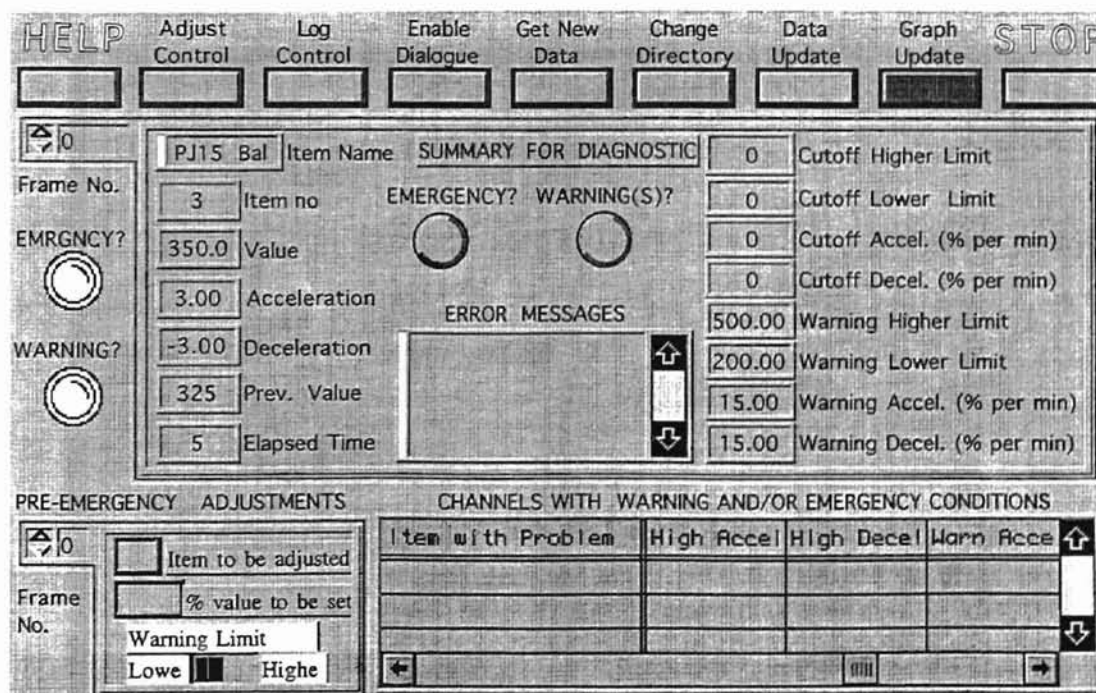 HELP
Adjust Control
Log Control
Enable Dialogue
Get New Data
Change Directory
Data Update
Graph Update
STOP
0
Frame No.
EMRGNCY?
WARNING?
PJ15 Bal Item Name
3 Item no
350.0 Value
3.00 Acceleration
-3.00 Deceleration
325 Prev. Value
5 Elapsed Time
SUMMARY FOR DIAGNOSTIC
EMERGENCY? WARNING(S)?
ERROR MESSAGES
0 Cutoff Higher Limit
0 Cutoff Lower Limit
0 Cutoff Accel. (% per min)
0 Cutoff Decel. (% per min)
500.00 Warning Higher Limit
200.00 Warning Lower Limit
15.00 Warning Accel. (% per min)
15.00 Warning Decel. (% per min)
PRE-EMERGENCY ADJUSTMENTS
0
Frame No.
Item to be adjusted
% value to be set
Warning Limit
Lowe Highe
CHANNELS WITH WARNING AND/OR EMERGENCY CONDITIONS
Item with Problem High Accel High Decel Warn Acce